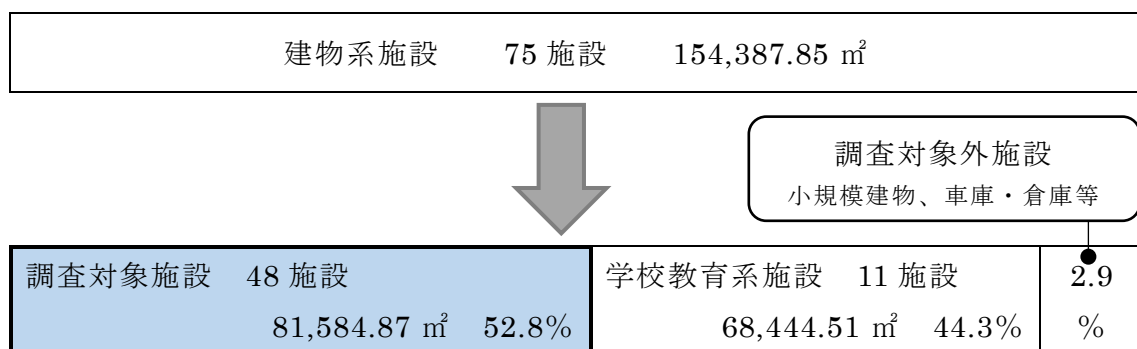 建物系施設 75 施設 154,387.85 ㎡
調査対象外施設
小規模建物、車庫・倉庫等
調査対象施設 48 施設
81,584.87 ㎡ 52.8%
学校教育系施設 11 施設
68,444.51 ㎡ 44.3%
2.9
%